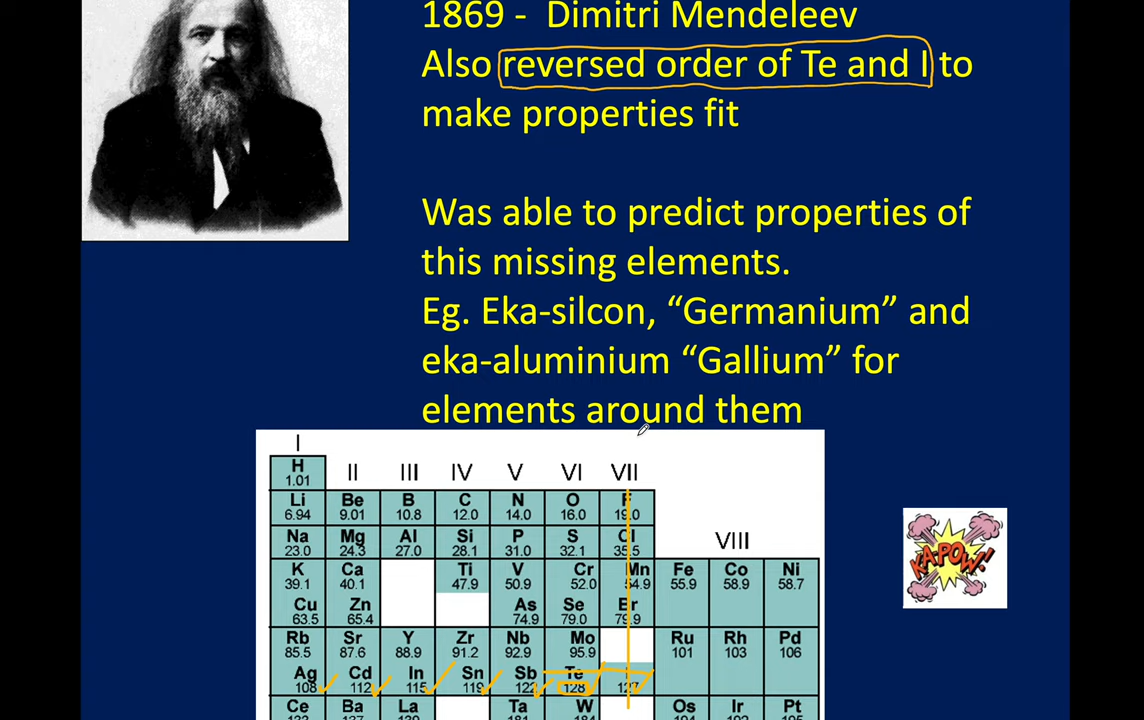 1869 - Dimitri Mendeleev
Also reversed order of Te and I to
make properties fit
Was able to predict properties of
this missing elements.
Eg. Eka-silcon, “Germanium” and
eka-aluminium “Gallium” for
elements around them
I
H II III IV V VI VII
1.01
Li Be B C N O F
6.94 9.01 10.8 12.0 14.0 16.0 19.0
Na Mg Al Si P S Cl VIII
23.0 24.3 27.0 28.1 31.0 32.1 35.5
K Ca Ti V Cr Mn Fe Co Ni
39.1 40.1 47.9 50.9 52.0 54.9 55.9 58.9 58.7
Cu Zn As Se Br
63.5 65.4 74.9 79.0 79.9
Rb Sr Y Zr Nb Mo Ru Rh Pd
85.5 87.6 88.9 91.2 92.9 95.9 101 103 106
Ag Cd In Sn Sb Te
108 112 115 119 122 128 127
Ce Ba La Ta W Os Ir Pt
KA-POW!